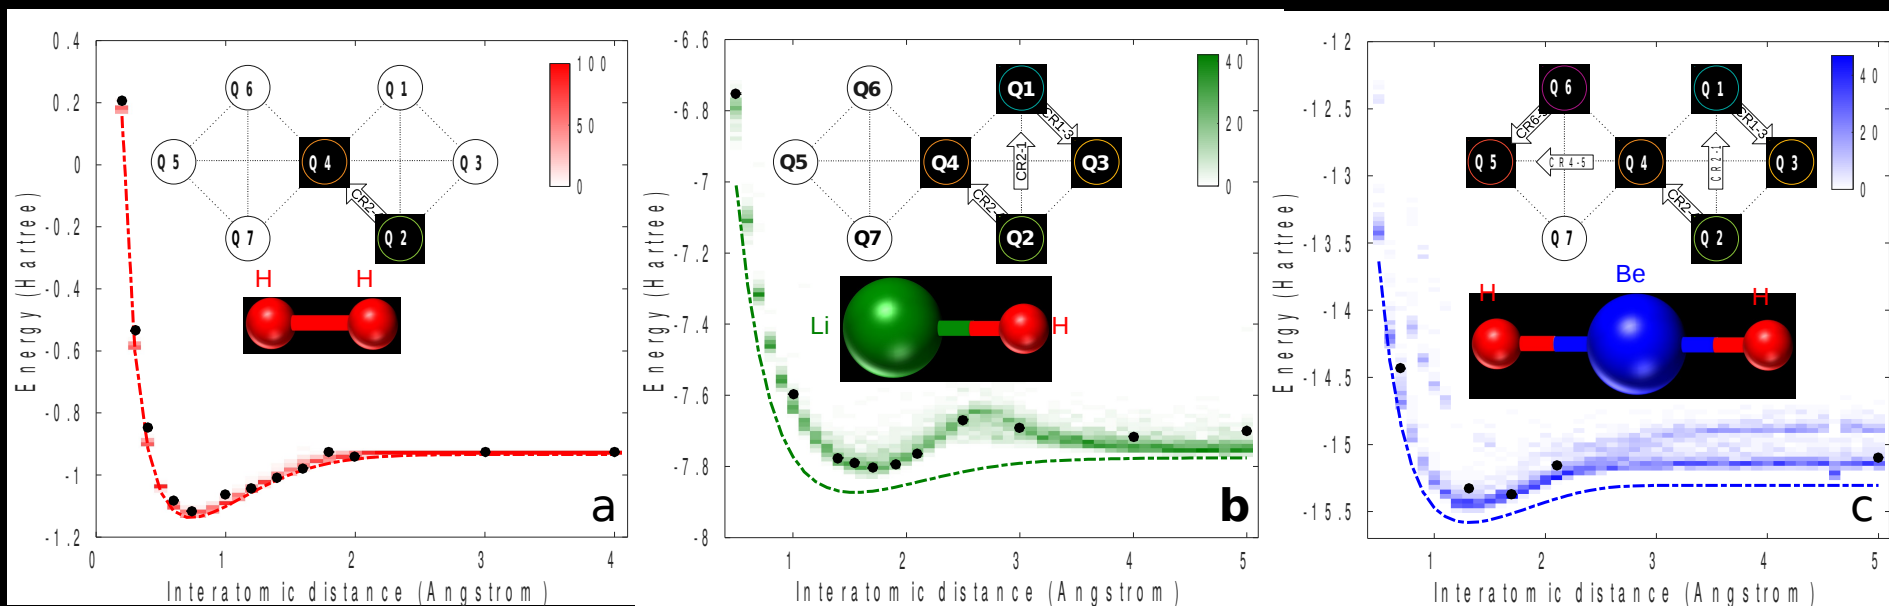 0.4
0.2
0
-0.2
-0.4
-0.6
-0.8
-1
-1.2
0
1
2
3
4
Energy (Hartree)
Interatomic distance (Angstrom)
100
50
0
Q6
Q1
Q5
Q4
Q3
Q7
Q2
CR2-
H H
a
-6.6
-6.8
-7
-7.2
-7.4
-7.6
-7.8
-8
1
2
3
4
5
Energy (Hartree)
Interatomic distance (Angstrom)
40
20
0
Q6
Q1
CR1-3
Q5
Q4
CR2-1
Q3
CR2-
Q7
Q2
Li
H
b
-12
-12.5
-13
-13.5
-14
-14.5
-15
-15.5
1
2
3
4
5
Energy (Hartree)
Interatomic distance (Angstrom)
40
20
0
Q6
Q1
CR6-
CR1-3
Q5
CR4-5
Q4
CR2-1
Q3
CR2-
Q7
Q2
Be
H
H
c